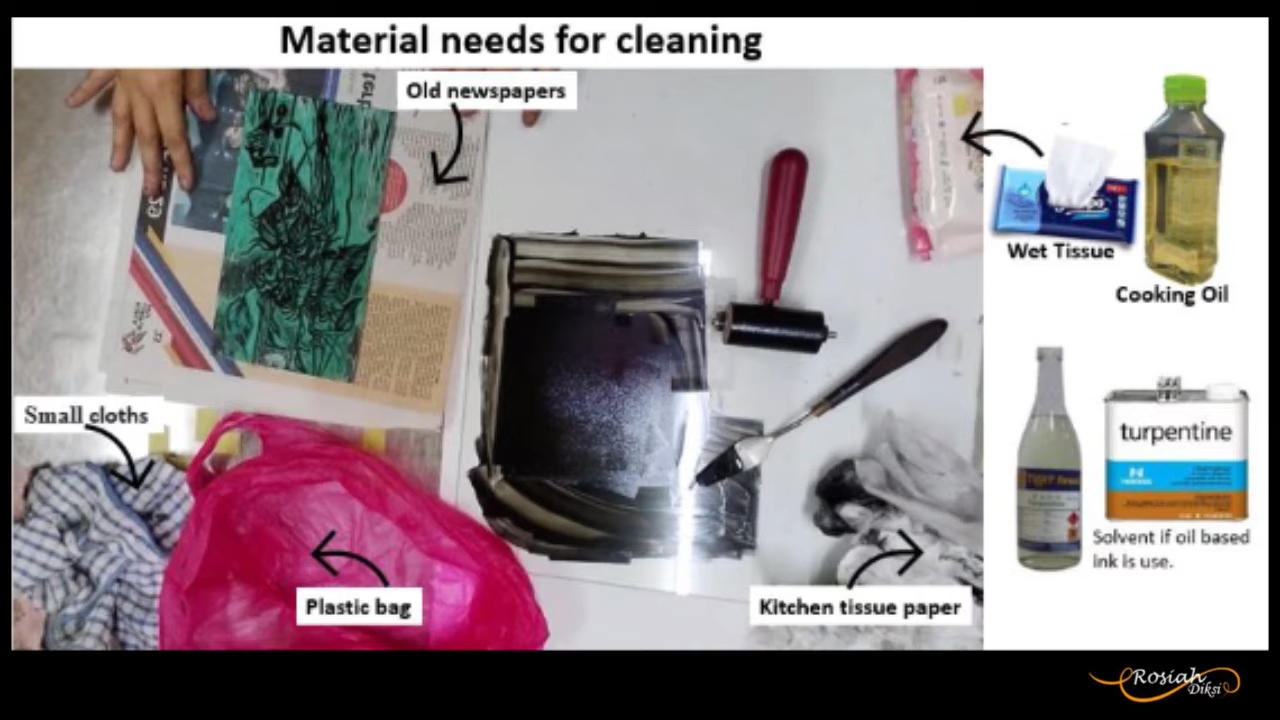 Material needs for cleaning
Old newspapers
Wet Tissue
Cooking Oil
Small cloths
turpentine
Solvent if oil based
ink is use.
Plastic bag
Kitchen tissue paper
Rosiah
Diksi